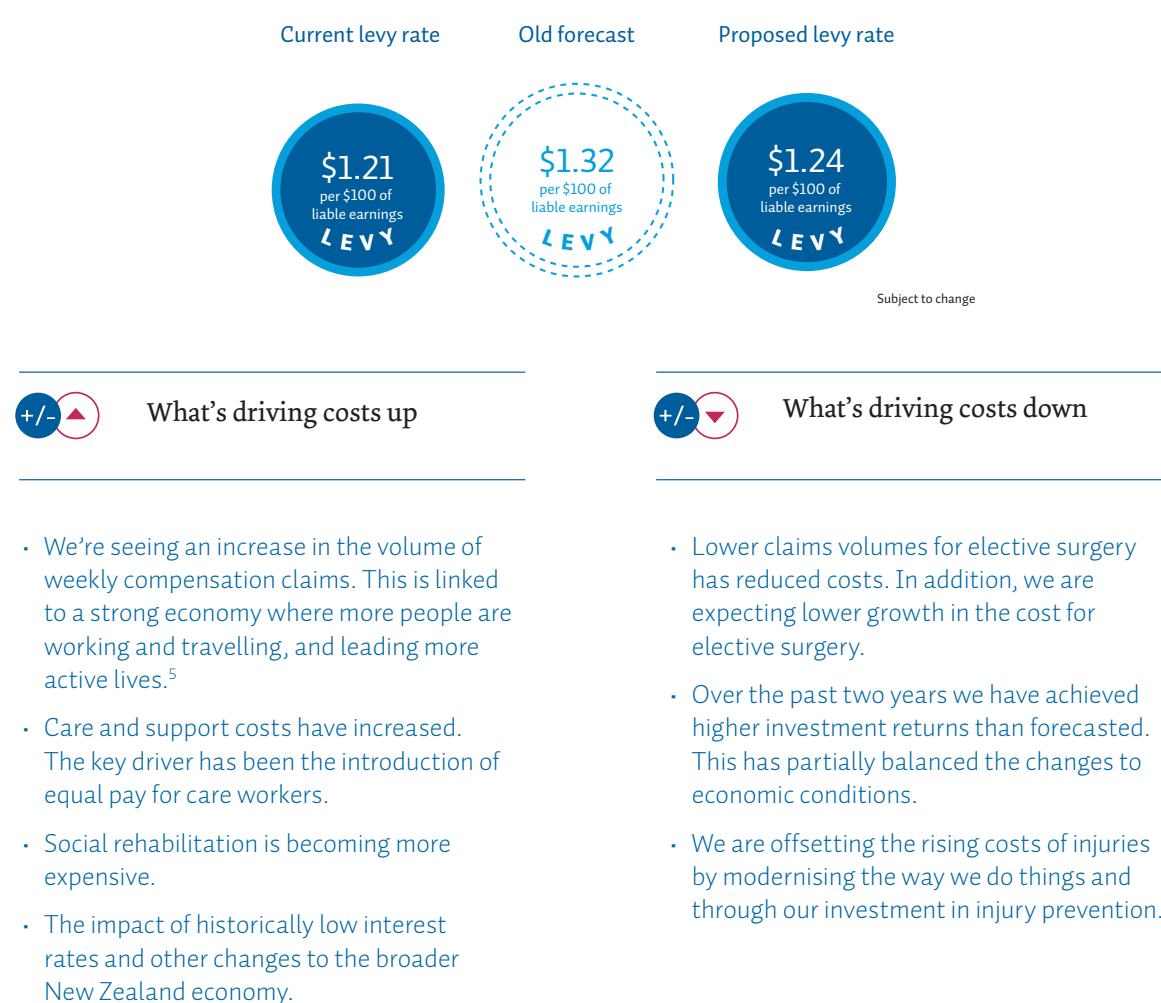 Current levy rate
Old forecast
Proposed levy rate
$1.21
per $100 of
liable earnings
LEVY
$1.32
per $100 of
liable earnings
LEVY
$1.24
per $100 of
liable earnings
LEVY
Subject to change
+/-
What’s driving costs up
• We’re seeing an increase in the volume of
weekly compensation claims. This is linked
to a strong economy where more people are
working and travelling, and leading more
active lives.5
• Care and support costs have increased.
The key driver has been the introduction of
equal pay for care workers.
• Social rehabilitation is becoming more
expensive.
• The impact of historically low interest
rates and other changes to the broader
New Zealand economy.
+/-
What’s driving costs down
• Lower claims volumes for elective surgery
has reduced costs. In addition, we are
expecting lower growth in the cost for
elective surgery.
• Over the past two years we have achieved
higher investment returns than forecasted.
This has partially balanced the changes to
economic conditions.
• We are offsetting the rising costs of injuries
by modernising the way we do things and
through our investment in injury prevention.